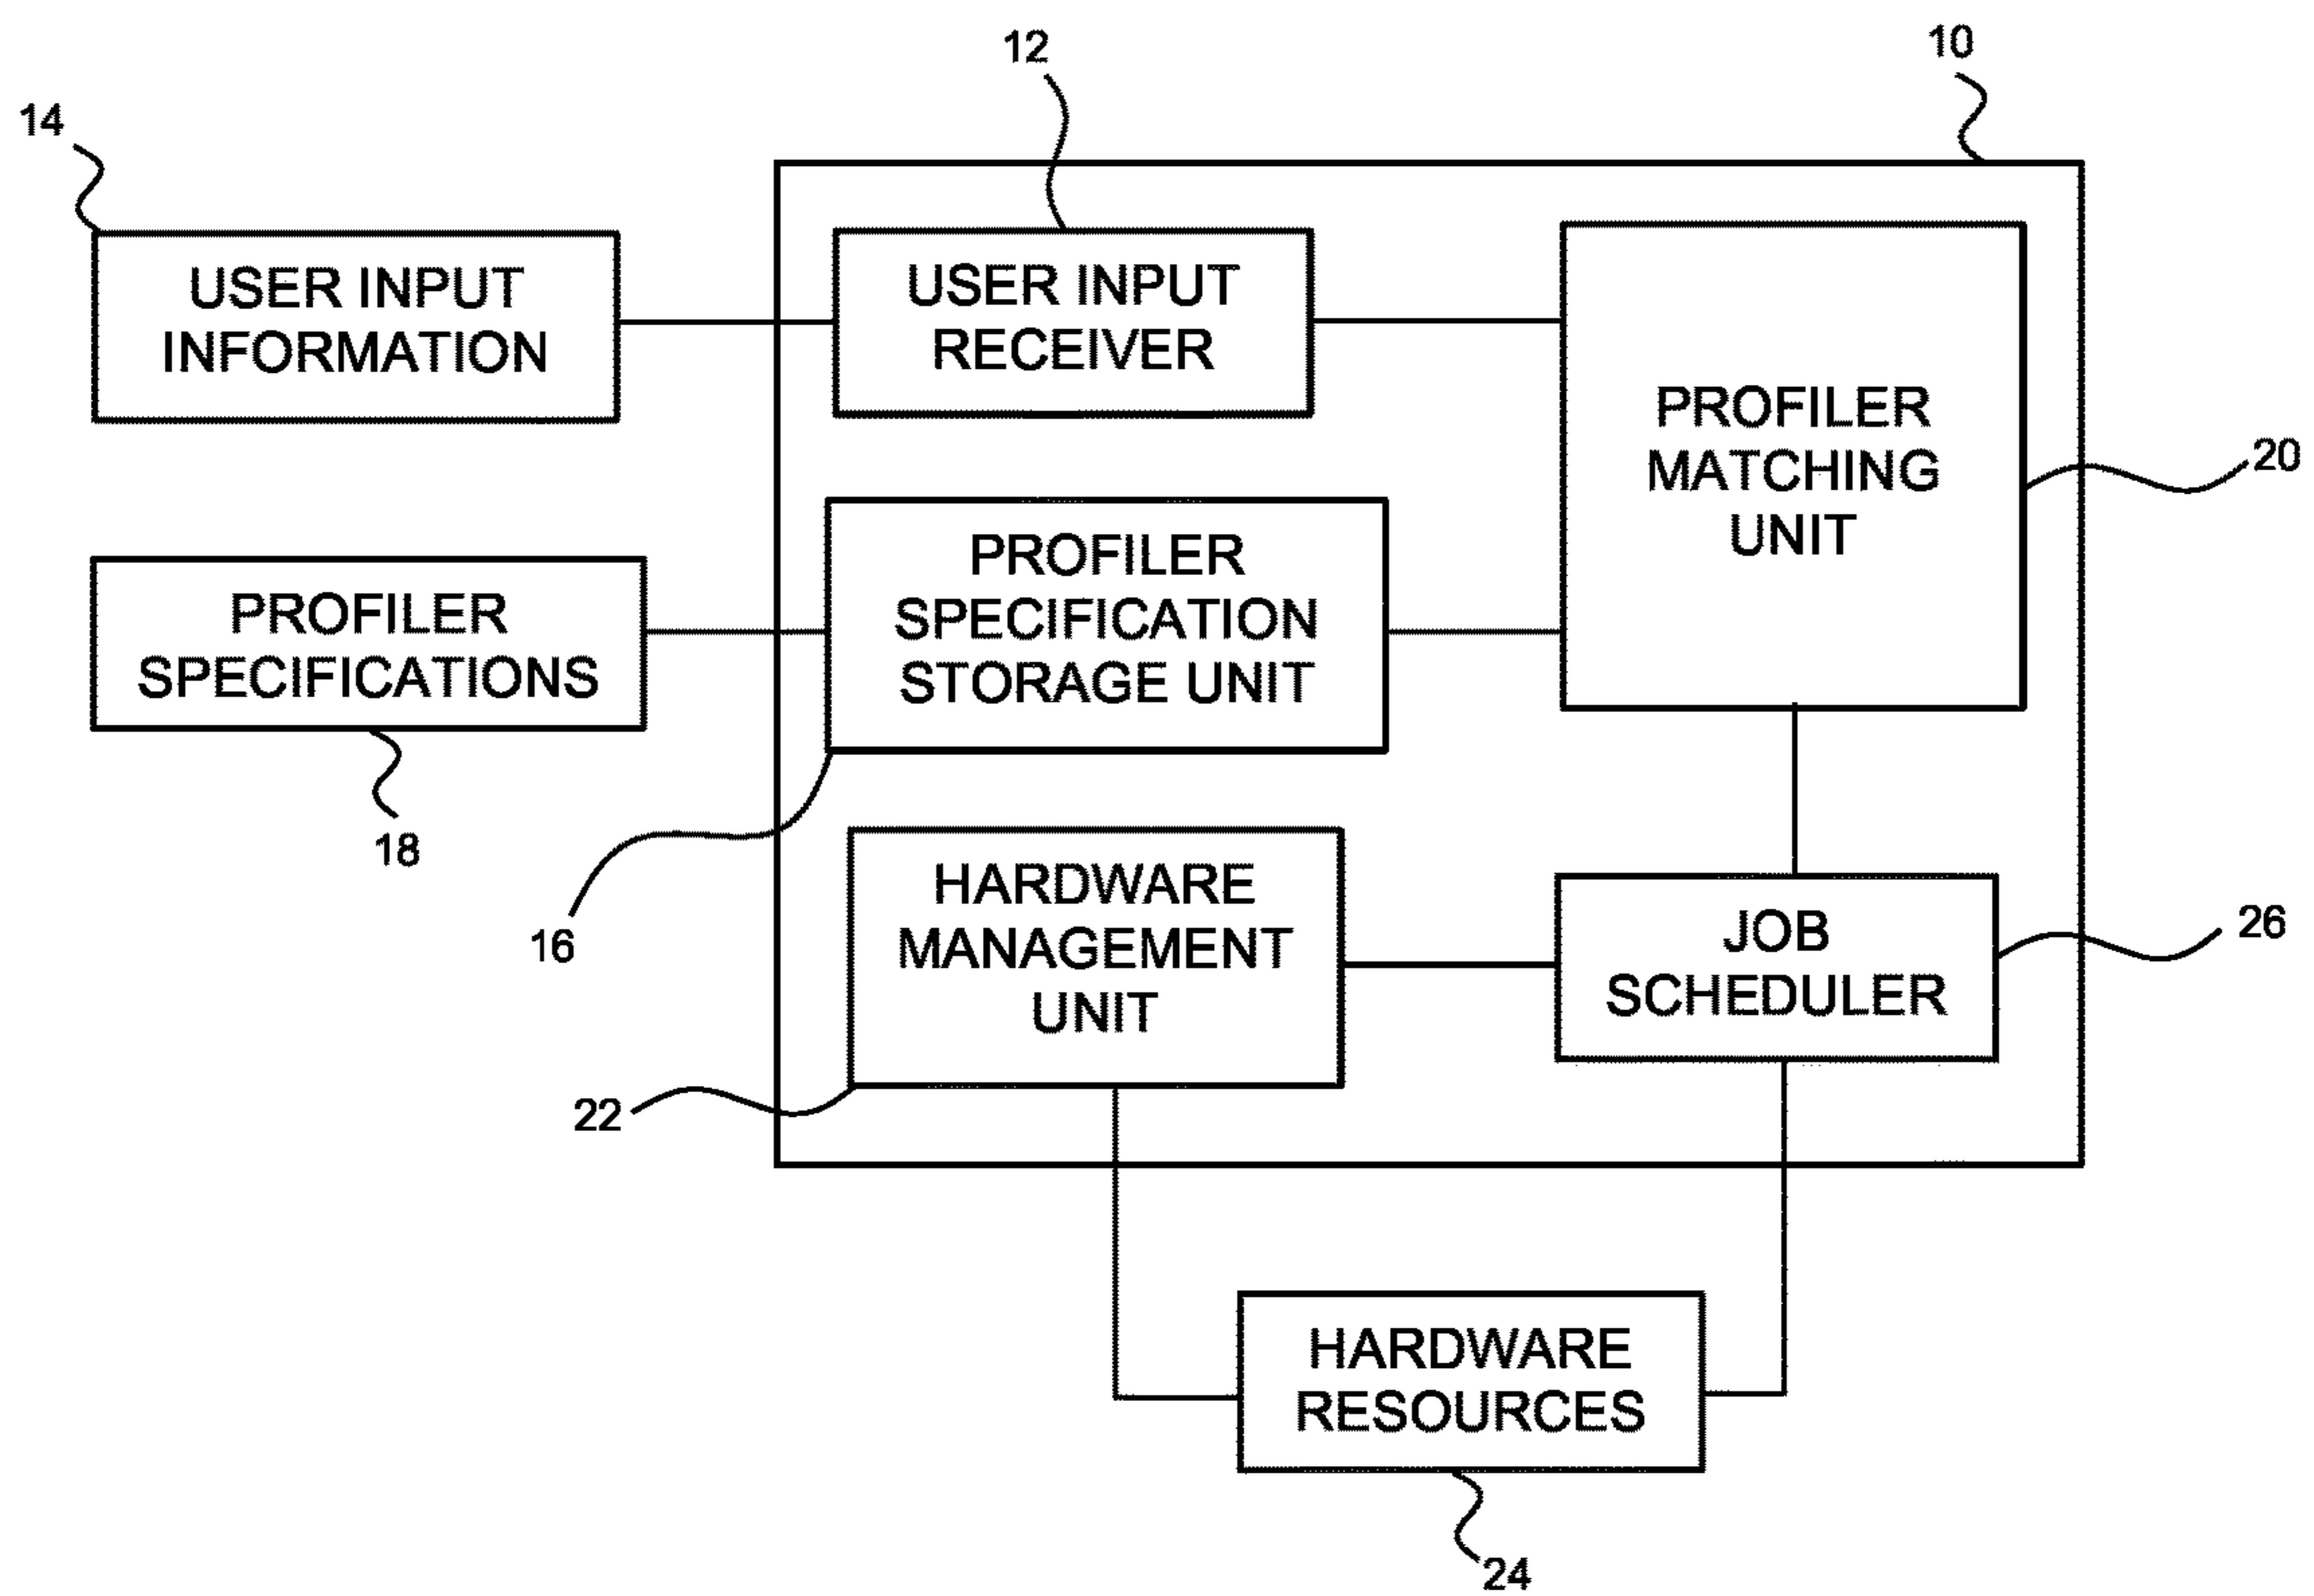 12
10
14
USER INPUT
INFORMATION
USER INPUT
RECEIVER
PROFILER
MATCHING
UNIT
20
PROFILER
SPECIFICATIONS
18
PROFILER
SPECIFICATION
STORAGE UNIT
16
HARDWARE
MANAGEMENT
UNIT
22
JOB
SCHEDULER
26
HARDWARE
RESOURCES
24